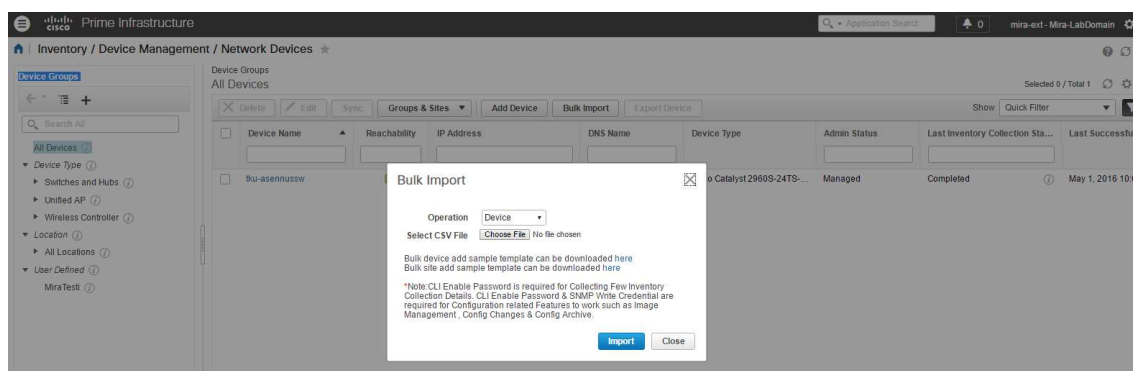 cisco Prime Infrastructure
Application Search
0
mira-ext - Mira-LabDomain
Inventory / Device Management / Network Devices
Device Groups
Search All
All Devices
Device Type
Switches and Hubs
Unified AP
Wireless Controller
Location
All Locations
User Defined
MiraTesti
Device Groups
All Devices
Selected 0 / Total 1
Delete Edit Sync Groups & Sites Add Device Bulk Import Export Device
Show Quick Filter
Device Name Reachability IP Address DNS Name Device Type Admin Status Last Inventory Collection Sta... Last Successfu
tku-asennussw o Catalyst 2960S-24TS-... Managed Completed May 1, 2016 10:
Bulk Import
Operation Device
Select CSV File Choose File No file chosen
Bulk device add sample template can be downloaded here
Bulk site add sample template can be downloaded here
*Note:CLI Enable Password is required for Collecting Few Inventory
Collection Details. CLI Enable Password & SNMP Write Credential are
required for Configuration related Features to work such as Image
Management , Config Changes & Config Archive.
Import Close